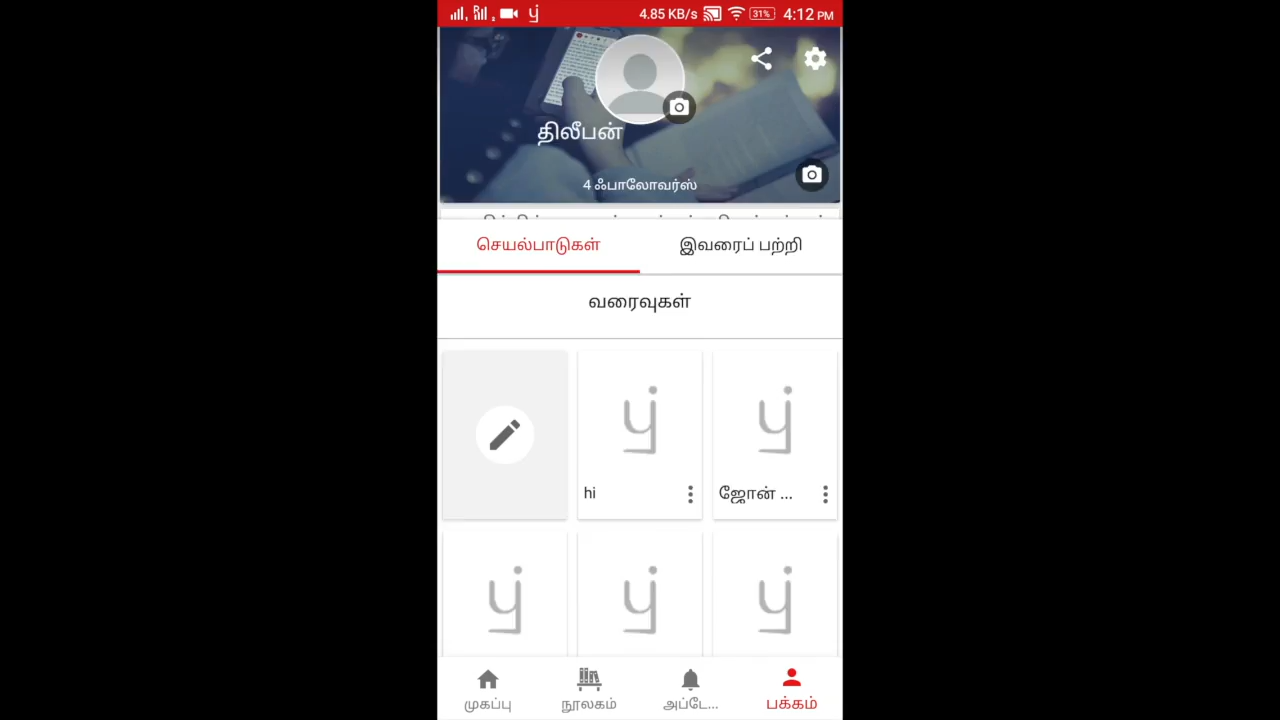 4.85 KB/s 31% 4:12 PM
திலீபன்
4 ஃபாலோவர்ஸ்
செயல்பாடுகள் இவரைப் பற்றி
வரைவுகள்
hi ஜோன் ...
முகப்பு நூலகம் அப்டே... பக்கம்